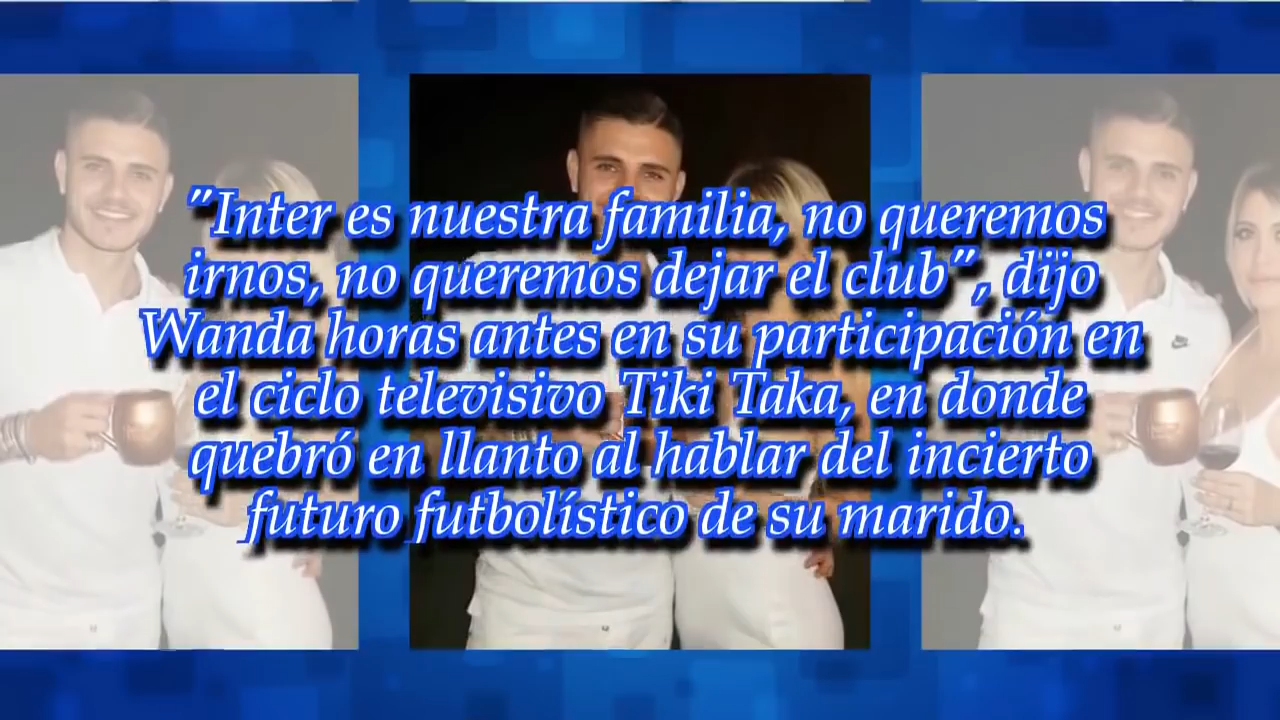 "Inter es nuestra familia, no queremos
irnos, no queremos dejar el club", dijo
Wanda horas antes en su participación en
el ciclo televisivo Tiki Taka, en donde
quebró en llanto al hablar del incierto
futuro futbolístico de su marido.